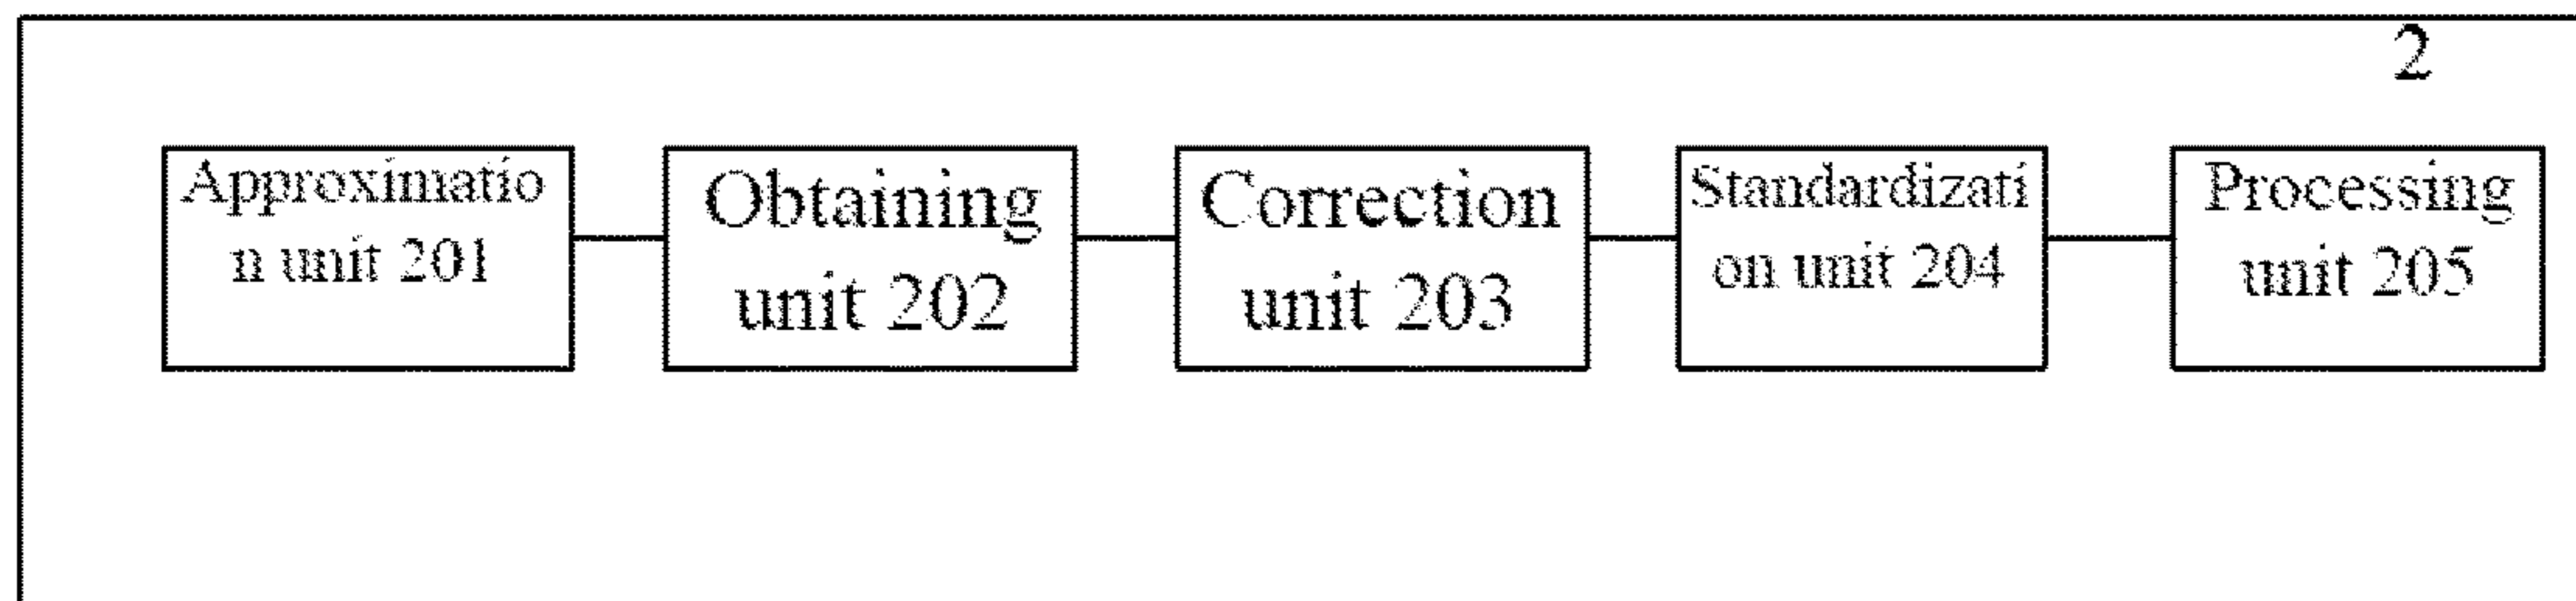 2
Approximatio
n unit 201
Obtaining
unit 202
Correction
unit 203
Standardizati
on unit 204
Processing
unit 205